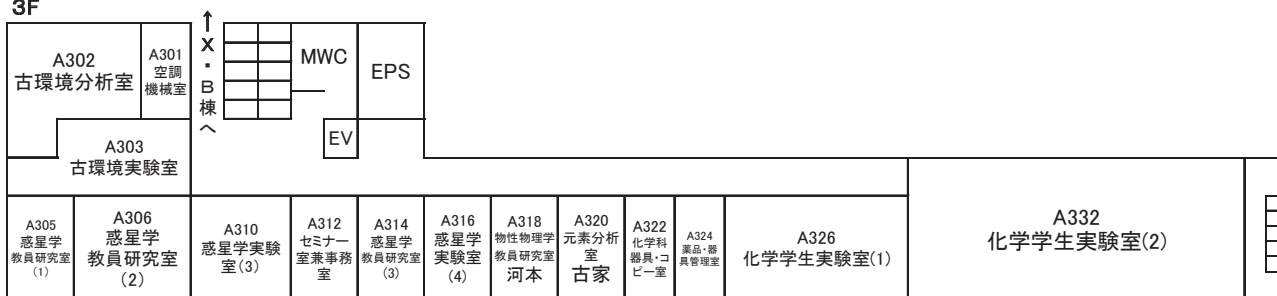 3F
A302
古環境分析室
A301
空調
機械室
↑
X
・
B
棟
へ
MWC
EPS
EV
A303
古環境実験室
A305
惑星学
教員研究室
(1)
A306
惑星学
教員研究室
(2)
A310
惑星学実験
室(3)
A312
セミナー
室兼事務
室
A314
惑星学
教員研究室
(3)
A316
惑星学
実験室
(4)
A318
物性物理学
教員研究室
河本
A320
元素分析
室
古家
A322
化学科
器具・コ
ピー室
A324
薬品・器
具管理室
A326
化学学生実験室(1)
A332
化学学生実験室(2)